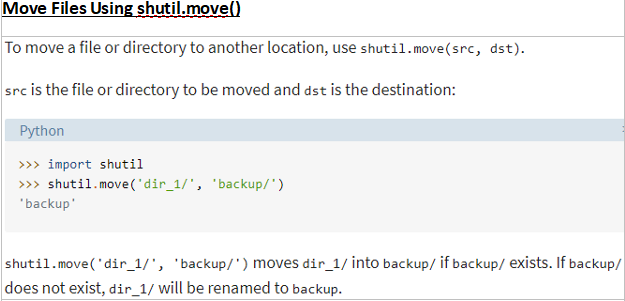 Move Files Using shutil.move()
To move a file or directory to another location, use shutil.move(src, dst).
src is the file or directory to be moved and dst is the destination:
Python
>>> import shutil
>>> shutil.move('dir_1/', 'backup/')
'backup'
shutil.move('dir_1/', 'backup/') moves dir_1/ into backup/ if backup/ exists. If backup/
does not exist, dir_1/ will be renamed to backup.